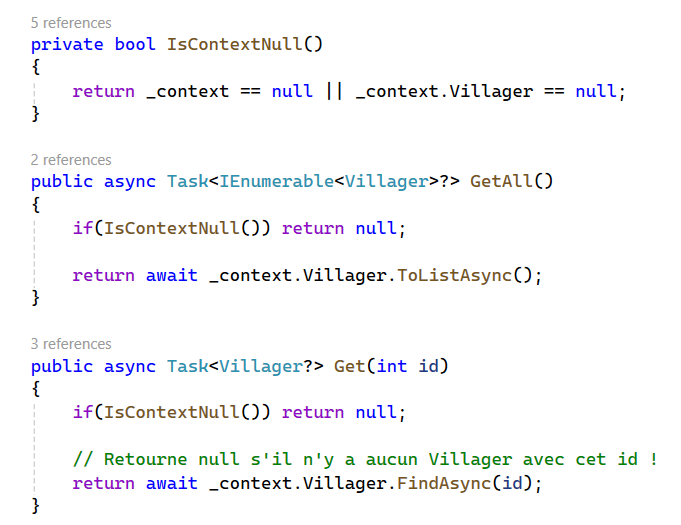 5 references
private bool IsContextNull()
{
return _context == null || _context.Villager == null;
}
2 references
public async Task<IEnumerable<Villager>?> GetAll()
{
if(IsContextNull()) return null;
return await _context.Villager.ToListAsync();
}
3 references
public async Task<Villager?> Get(int id)
{
if(IsContextNull()) return null;
// Retourne null s'il n'y a aucun Villager avec cet id !
return await _context.Villager.FindAsync(id);
}